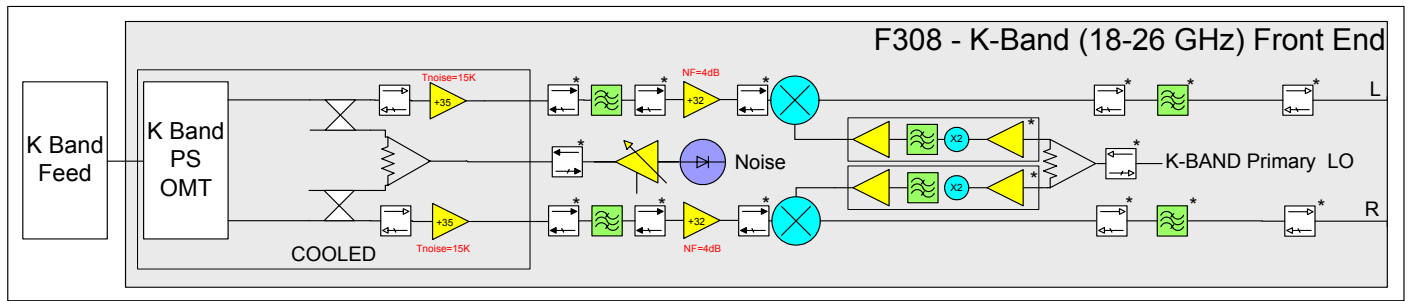 F308 - K-Band (18-26 GHz) Front End
K Band
Feed
K Band
PS
OMT
COOLED
Tnoise=15K
+35
*
*
NF=4dB
+32
*
*
*
*
L
*
Noise
X2
*
X2
*
*
K-BAND Primary LO
+35
Tnoise=15K
*
*
+32
NF=4dB
*
*
*
*
R